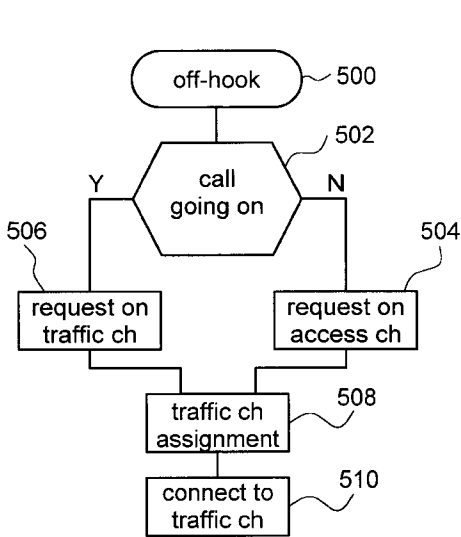 off-hook
500
502
call
going on
Y
N
506
504
request on
traffic ch
request on
access ch
traffic ch
assignment
508
connect to
traffic ch
510